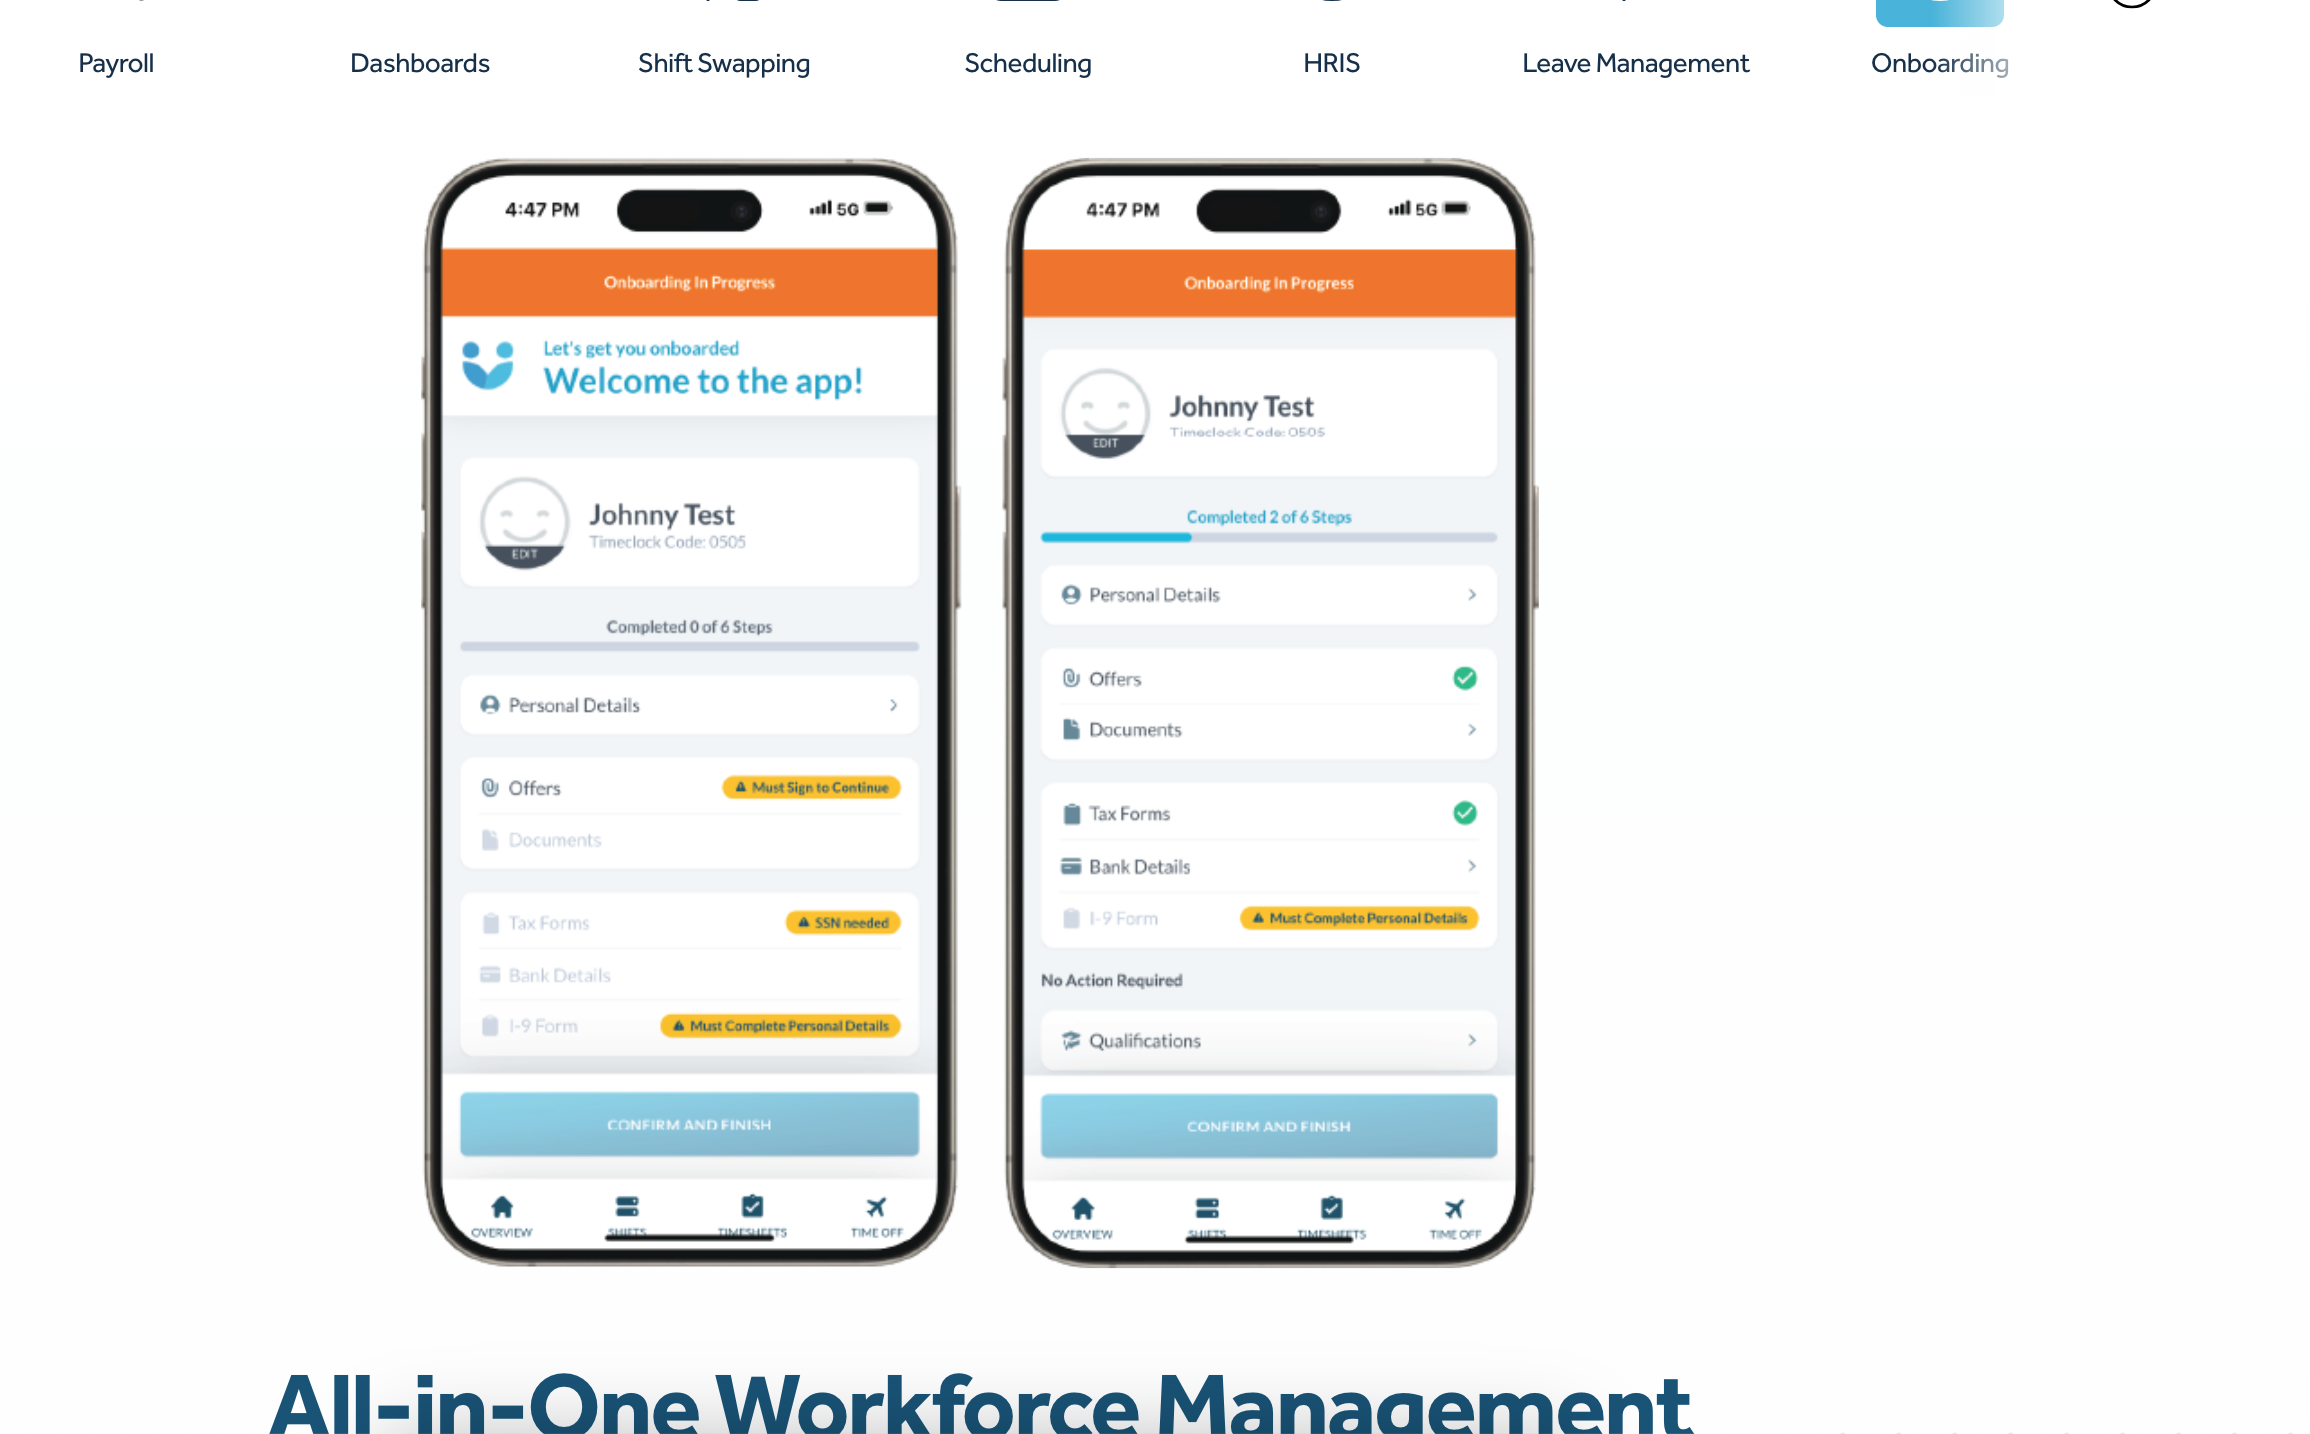 Payroll
Dashboards
Shift Swapping
Scheduling
HRIS
Leave Management
Onboarding
4:47 PM
5G
Onboarding In Progress
Let's get you onboarded
Welcome to the app!
EDIT
Johnny Test
Timeclock Code: 0505
Completed 0 of 6 Steps
Personal Details
Offers
Must Sign to Continue
Documents
Tax Forms
SSN needed
Bank Details
I-9 Form
Must Complete Personal Details
CONFIRM AND FINISH
OVERVIEW
SHIFTS
TIMESHEETS
TIME OFF
4:47 PM
5G
Onboarding In Progress
EDIT
Johnny Test
Timeclock Code: 0505
Completed 2 of 6 Steps
Personal Details
Offers
Documents
Tax Forms
Bank Details
I-9 Form
Must Complete Personal Details
No Action Required
Qualifications
CONFIRM AND FINISH
OVERVIEW
SHIFTS
TIMESHEETS
TIME OFF
All-in-One Workforce Management